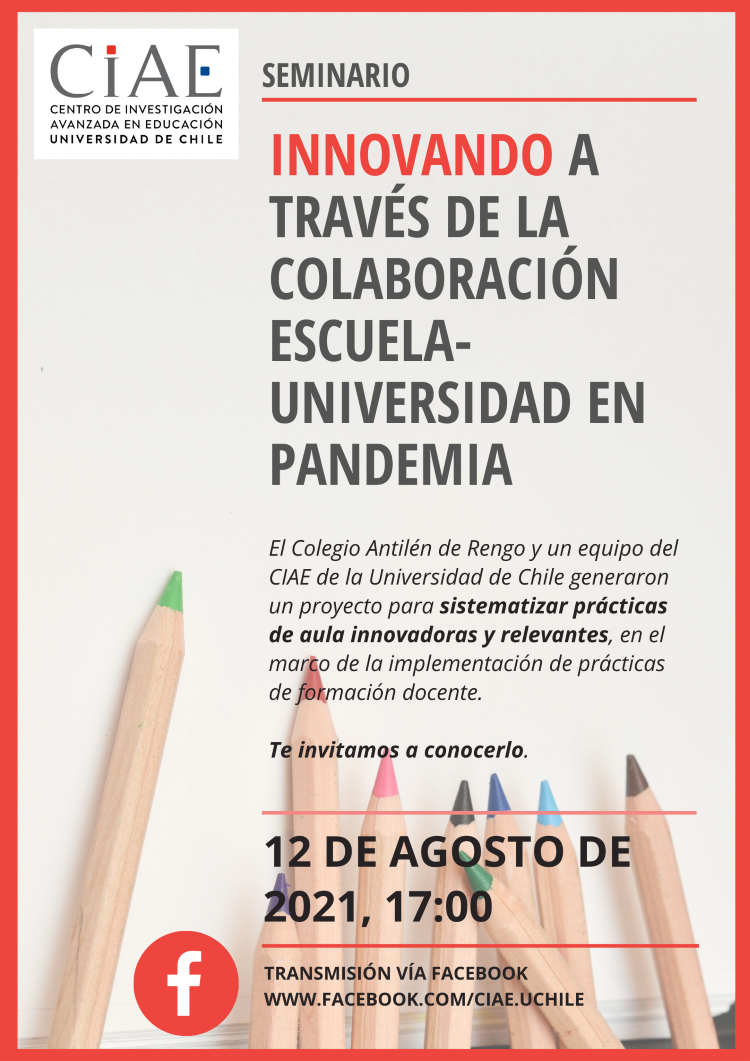 CiAE
CENTRO DE INVESTIGACIÓN
AVANZADA EN EDUCACIÓN
UNIVERSIDAD DE CHILE
SEMINARIO
INNOVANDO A
TRAVÉS DE LA
COLABORACIÓN
ESCUELA-
UNIVERSIDAD EN
PANDEMIA
El Colegio Antilén de Rengo y un equipo del
CIAE de la Universidad de Chile generaron
un proyecto para sistematizar prácticas
de aula innovadoras y relevantes, en el
marco de la implementación de prácticas
de formación docente.
Te invitamos a conocerlo.
12 DE AGOSTO DE
2021, 17:00
f
TRANSMISIÓN VÍA FACEBOOK
WWW.FACEBOOK.COM/CIAE.UCHILE